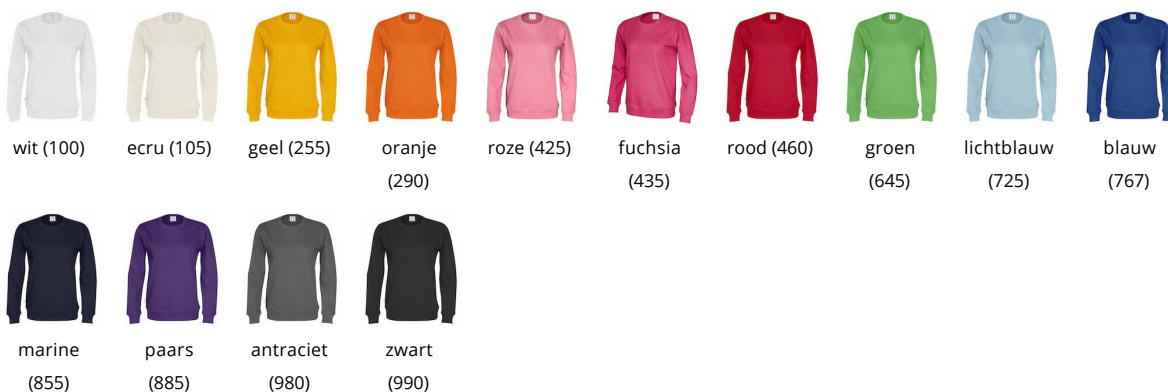 wit (100)
ecru (105)
geel (255)
oranje
(290)
roze (425)
fuchsia
(435)
rood (460)
groen
(645)
lichtblauw
(725)
blauw
(767)
marine
(855)
paars
(885)
antraciet
(980)
zwart
(990)